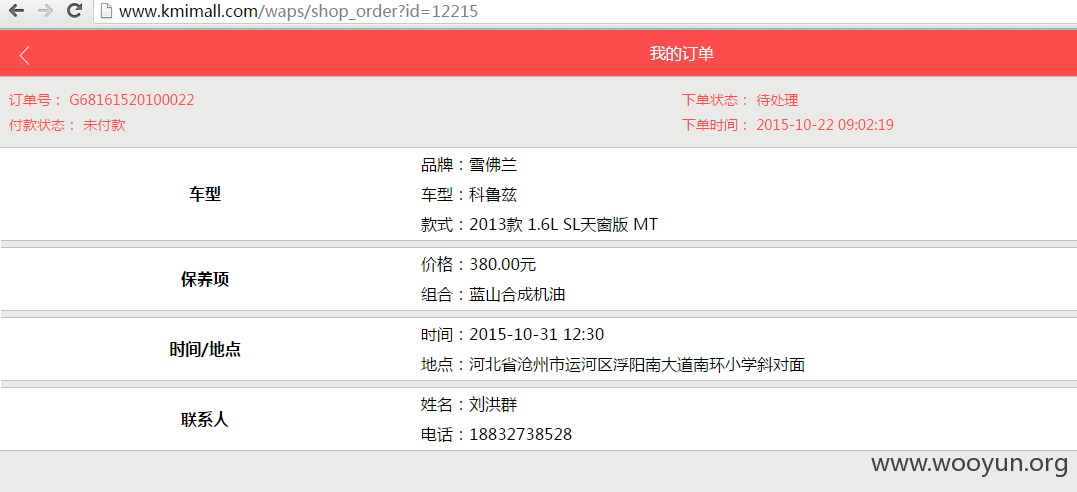 www.kmimall.com/waps/shop_order?id=12215
我的订单
订单号： G68161520100022
下单状态： 待处理
付款状态： 未付款
下单时间： 2015-10-22 09:02:19
车型
品牌：雪佛兰
车型：科鲁兹
款式：2013款 1.6L SL天窗版 MT
保养项
价格：380.00元
组合：蓝山合成机油
时间/地点
时间：2015-10-31 12:30
地点：河北省沧州市运河区浮阳南大道南环小学斜对面
联系人
姓名：刘洪群
电话：18832738528
www.wooyun.org